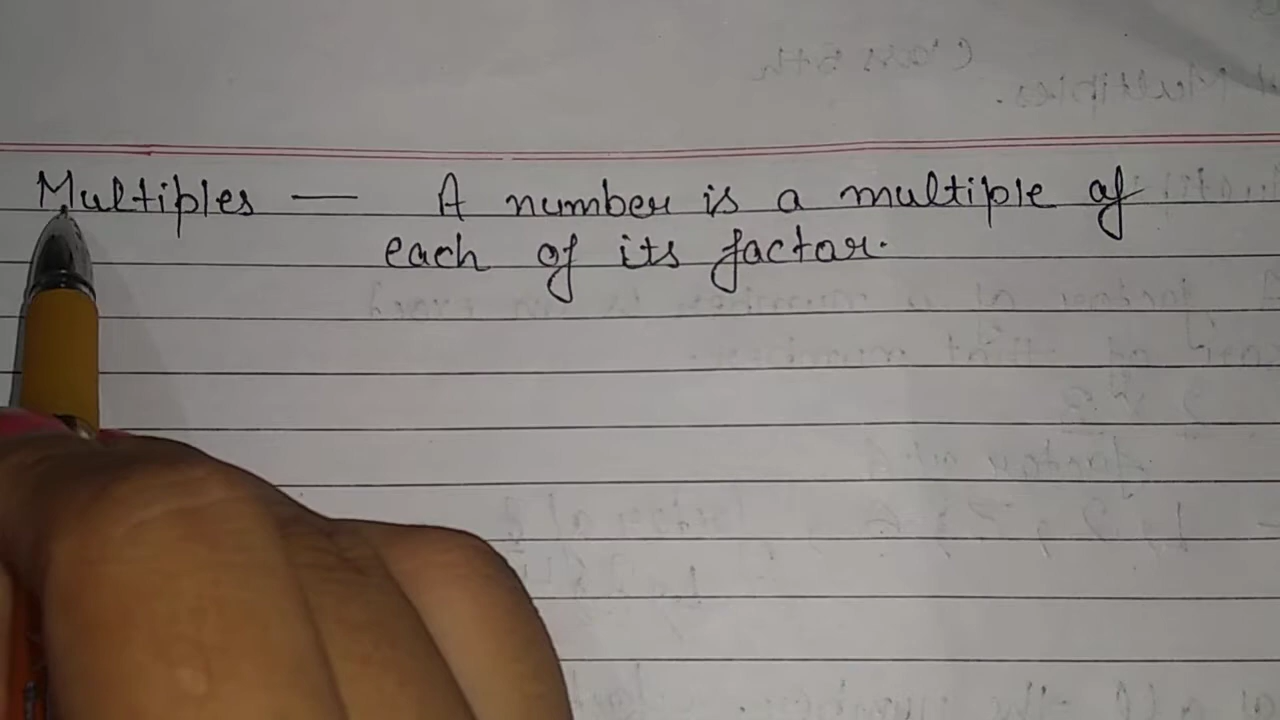 Multiples — A number is a multiple of
each of its factor.